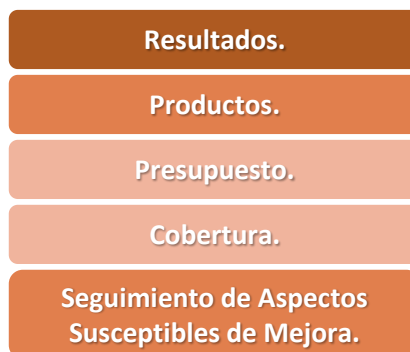 Resultados.
Productos.
Presupuesto.
Cobertura.
Seguimiento de Aspectos
Susceptibles de Mejora.